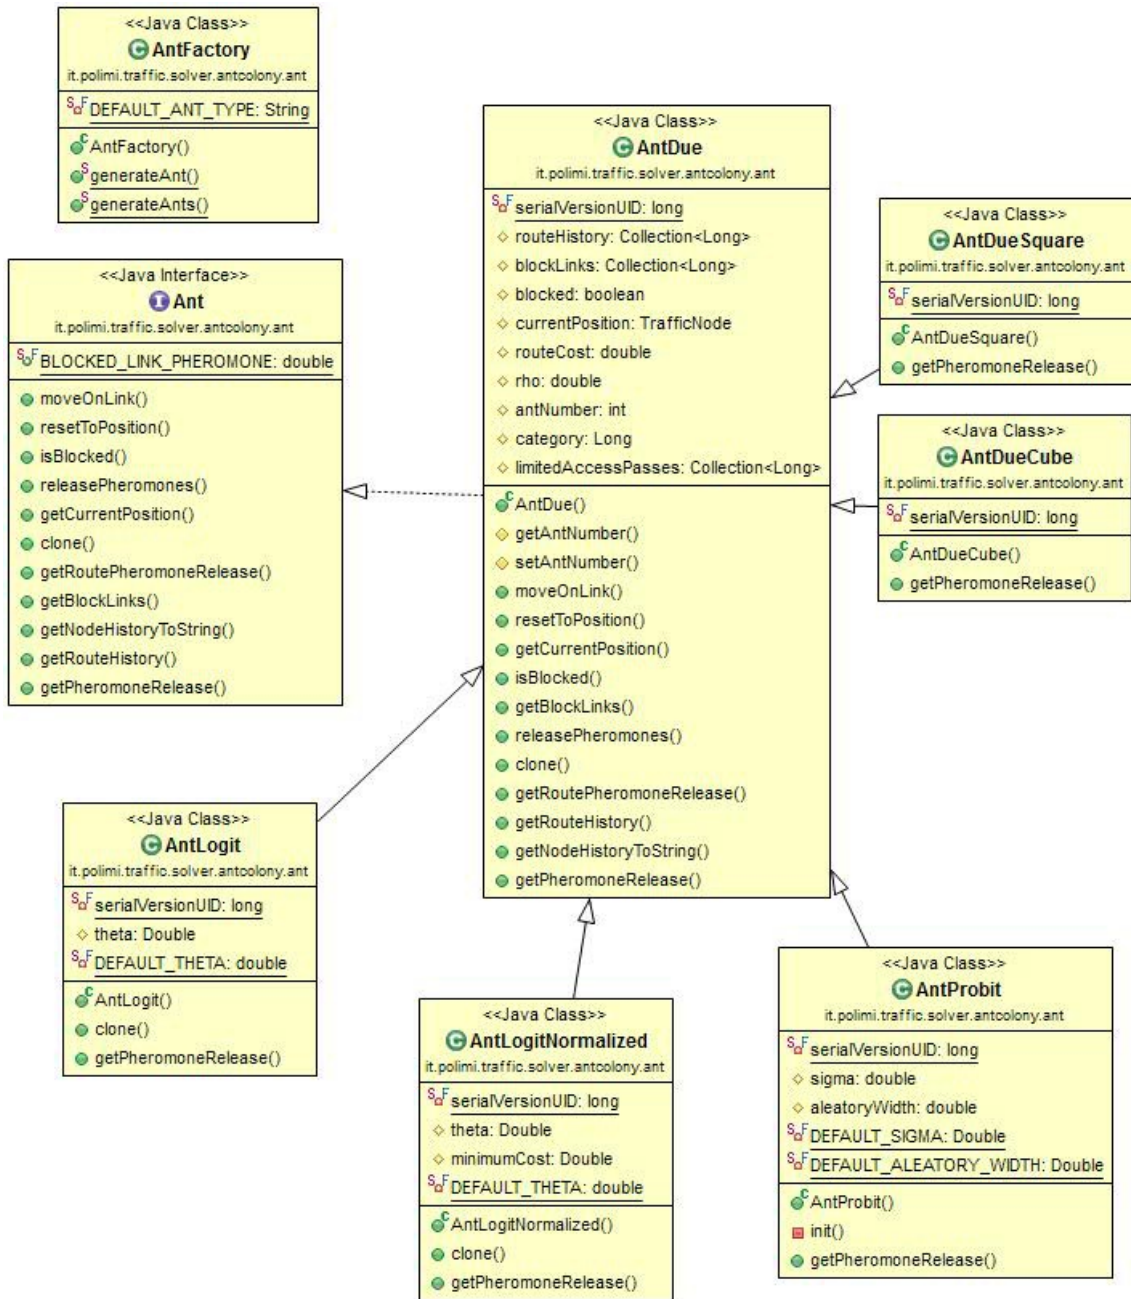 <<Java Class>>
AntFactory
it.polimi.traffic.solver.antcolony.ant
DEFAULT_ANT_TYPE: String
AntFactory()
generateAnt()
generateAnts()
<<Java Interface>>
Ant
it.polimi.traffic.solver.antcolony.ant
BLOCKED_LINK_PHEROMONE: double
moveOnLink()
resetToPosition()
isBlocked()
releasePheromones()
getCurrentPosition()
clone()
getRoutePheromoneRelease()
getBlockLinks()
getNodeHistoryToString()
getRouteHistory()
getPheromoneRelease()
<<Java Class>>
AntDue
it.polimi.traffic.solver.antcolony.ant
serialVersionUID: long
routeHistory: Collection<Long>
blockLinks: Collection<Long>
blocked: boolean
currentPosition: TrafficNode
routeCost: double
rho: double
antNumber: int
category: Long
limitedAccessPasses: Collection<Long>
AntDue()
getAntNumber()
setAntNumber()
moveOnLink()
resetToPosition()
getCurrentPosition()
isBlocked()
getBlockLinks()
releasePheromones()
clone()
getRoutePheromoneRelease()
getRouteHistory()
getNodeHistoryToString()
getPheromoneRelease()
<<Java Class>>
AntDueSquare
it.polimi.traffic.solver.antcolony.ant
serialVersionUID: long
AntDueSquare()
getPheromoneRelease()
<<Java Class>>
AntDueCube
it.polimi.traffic.solver.antcolony.ant
serialVersionUID: long
AntDueCube()
getPheromoneRelease()
<<Java Class>>
AntLogit
it.polimi.traffic.solver.antcolony.ant
serialVersionUID: long
theta: Double
DEFAULT_THETA: double
AntLogit()
clone()
getPheromoneRelease()
<<Java Class>>
AntLogitNormalized
it.polimi.traffic.solver.antcolony.ant
serialVersionUID: long
theta: Double
minimumCost: Double
DEFAULT_THETA: double
AntLogitNormalized()
clone()
getPheromoneRelease()
<<Java Class>>
AntProbit
it.polimi.traffic.solver.antcolony.ant
serialVersionUID: long
sigma: double
aleatoryWidth: double
DEFAULT_SIGMA: Double
DEFAULT_ALEATORY_WIDTH: Double
AntProbit()
init()
getPheromoneRelease()